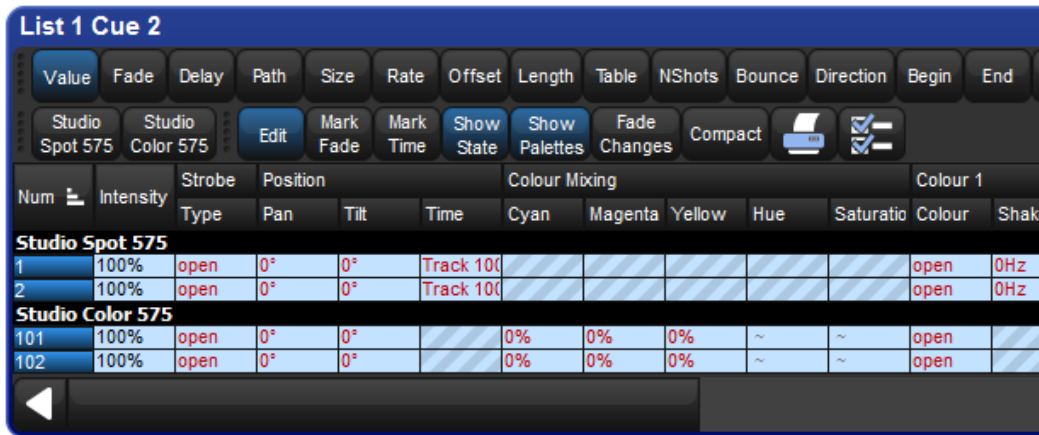 List 1 Cue 2
Value Fade Delay Path Size Rate Offset Length Table NShots Bounce Direction Begin End
Studio Spot 575 Studio Color 575 Edit Mark Fade Mark Time Show State Show Palettes Fade Changes Compact
Num Intensity Strobe Position Colour Mixing Colour 1
Type Pan Tilt Time Cyan Magenta Yellow Hue Saturatio Colour Shak
Studio Spot 575
1 100% open 0° 0° Track 100 open 0Hz
2 100% open 0° 0° Track 100 open 0Hz
Studio Color 575
101 100% open 0° 0° 0% 0% 0% ~ ~ open
102 100% open 0° 0° 0% 0% 0% ~ ~ open